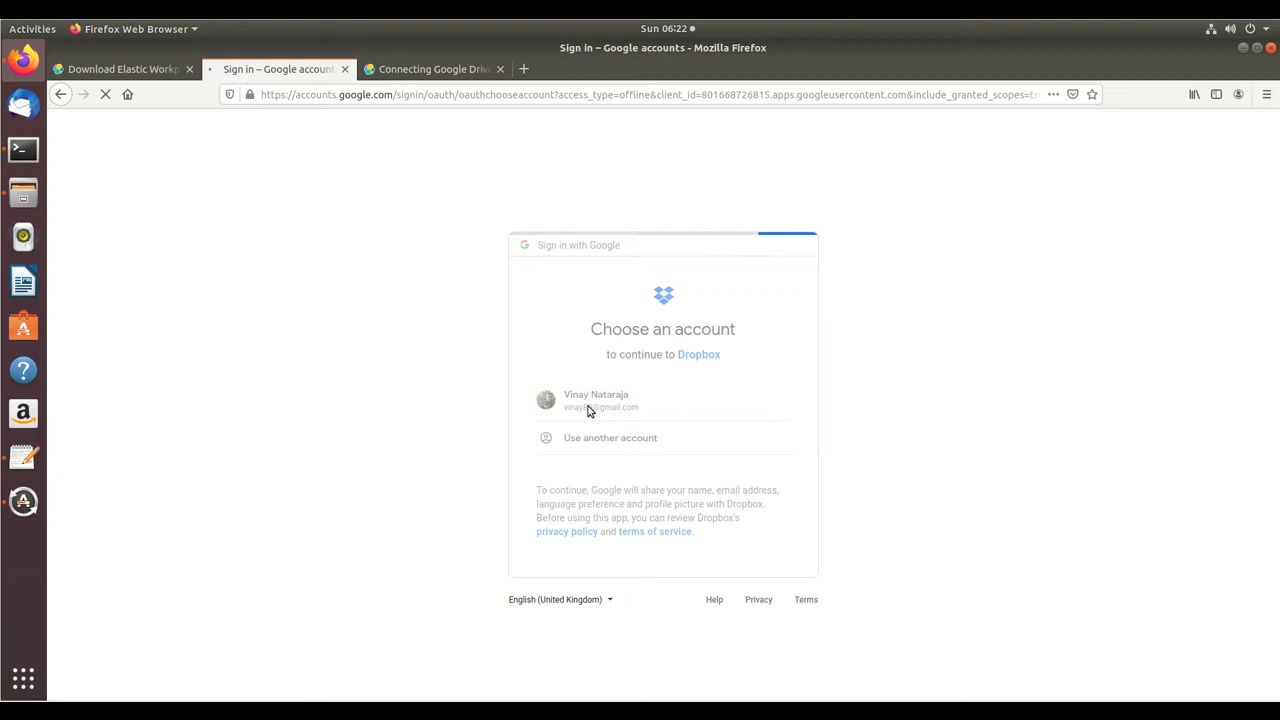 Activities
Firefox Web Browser
Sun 06:22
Sign in – Google accounts - Mozilla Firefox
Download Elastic Workp
Sign in – Google account
Connecting Google Driv
https://accounts.google.com/signin/oauth/oauthchooseaccount?access_type=offline&client_id=801668726815.apps.googleusercontent.com&include_granted_scopes=tr
Sign in with Google
Choose an account
to continue to Dropbox
Vinay Nataraja
Use another account
To continue, Google will share your name, email address,
language preference and profile picture with Dropbox.
Before using this app, you can review Dropbox's
privacy policy and terms of service.
English (United Kingdom)
Help
Privacy
Terms